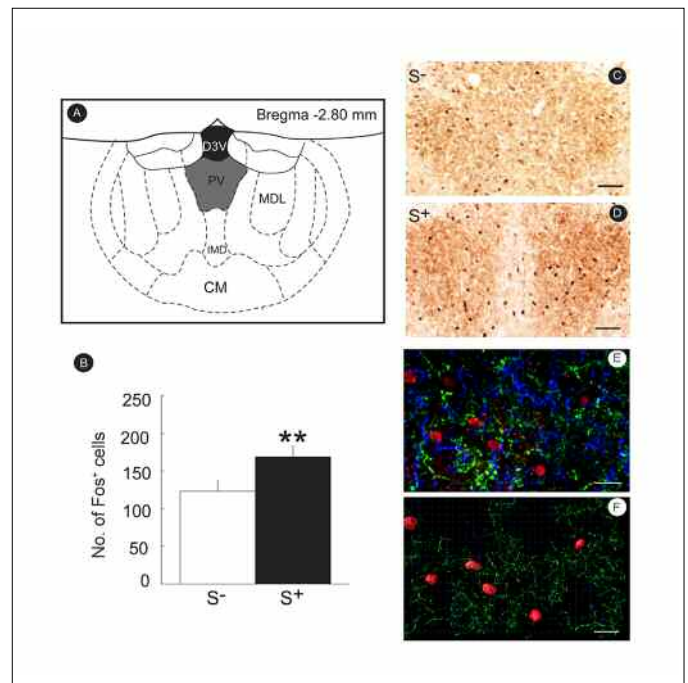 A
Bregma -2.80 mm
D3V
PV
MDL
IMD
CM
B
No. of Fos⁺ cells
250
200
150
100
50
0
**
S-
S+
S-
C
S+
D
E
F